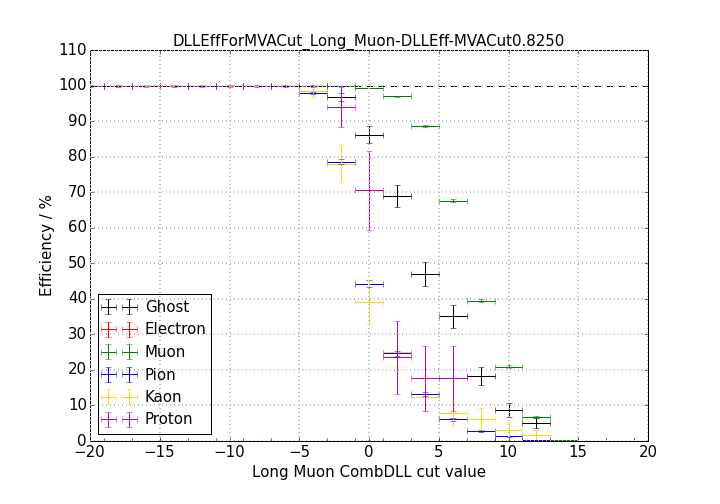 DLLEffForMVACut_Long_Muon-DLLEff-MVACut0.8250
110
100
90
80
70
60
50
40
30
20
10
0
Efficiency / %
Ghost
Electron
Muon
Pion
Kaon
Proton
−20 −15 −10 −5 0 5 10 15 20
Long Muon CombDLL cut value